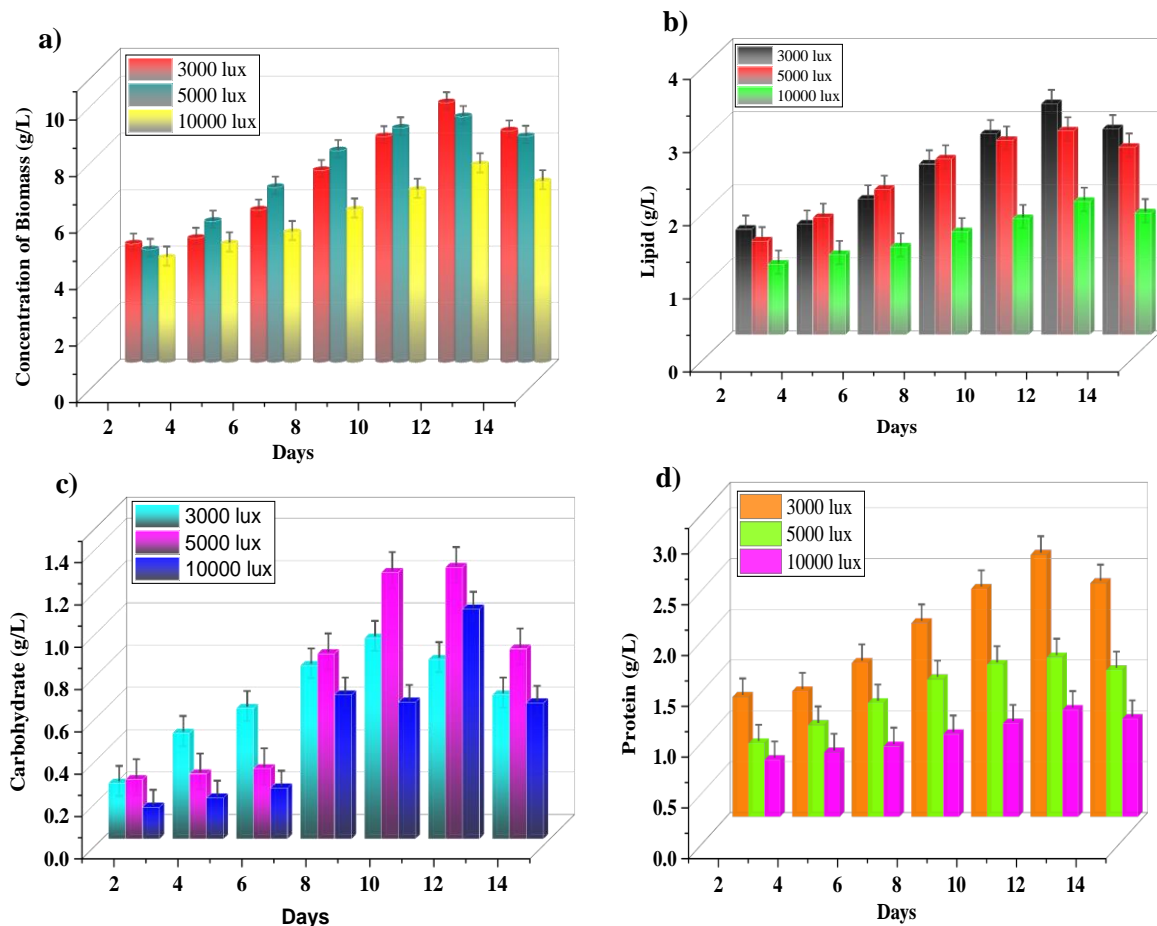 a)
3000 lux
5000 lux
10000 lux
Concentration of Biomass (g/L)
10
8
6
4
2
0
2 4 6 8 10 12 14
Days
b)
3000 lux
5000 lux
10000 lux
Lipid (g/L)
4
3
2
1
0
2 4 6 8 10 12 14
Days
c)
3000 lux
5000 lux
10000 lux
Carbohydrate (g/L)
1.4
1.2
1.0
0.8
0.6
0.4
0.2
0.0
2 4 6 8 10 12 14
Days
d)
3000 lux
5000 lux
10000 lux
Protein (g/L)
3.0
2.5
2.0
1.5
1.0
0.5
0.0
2 4 6 8 10 12 14
Days